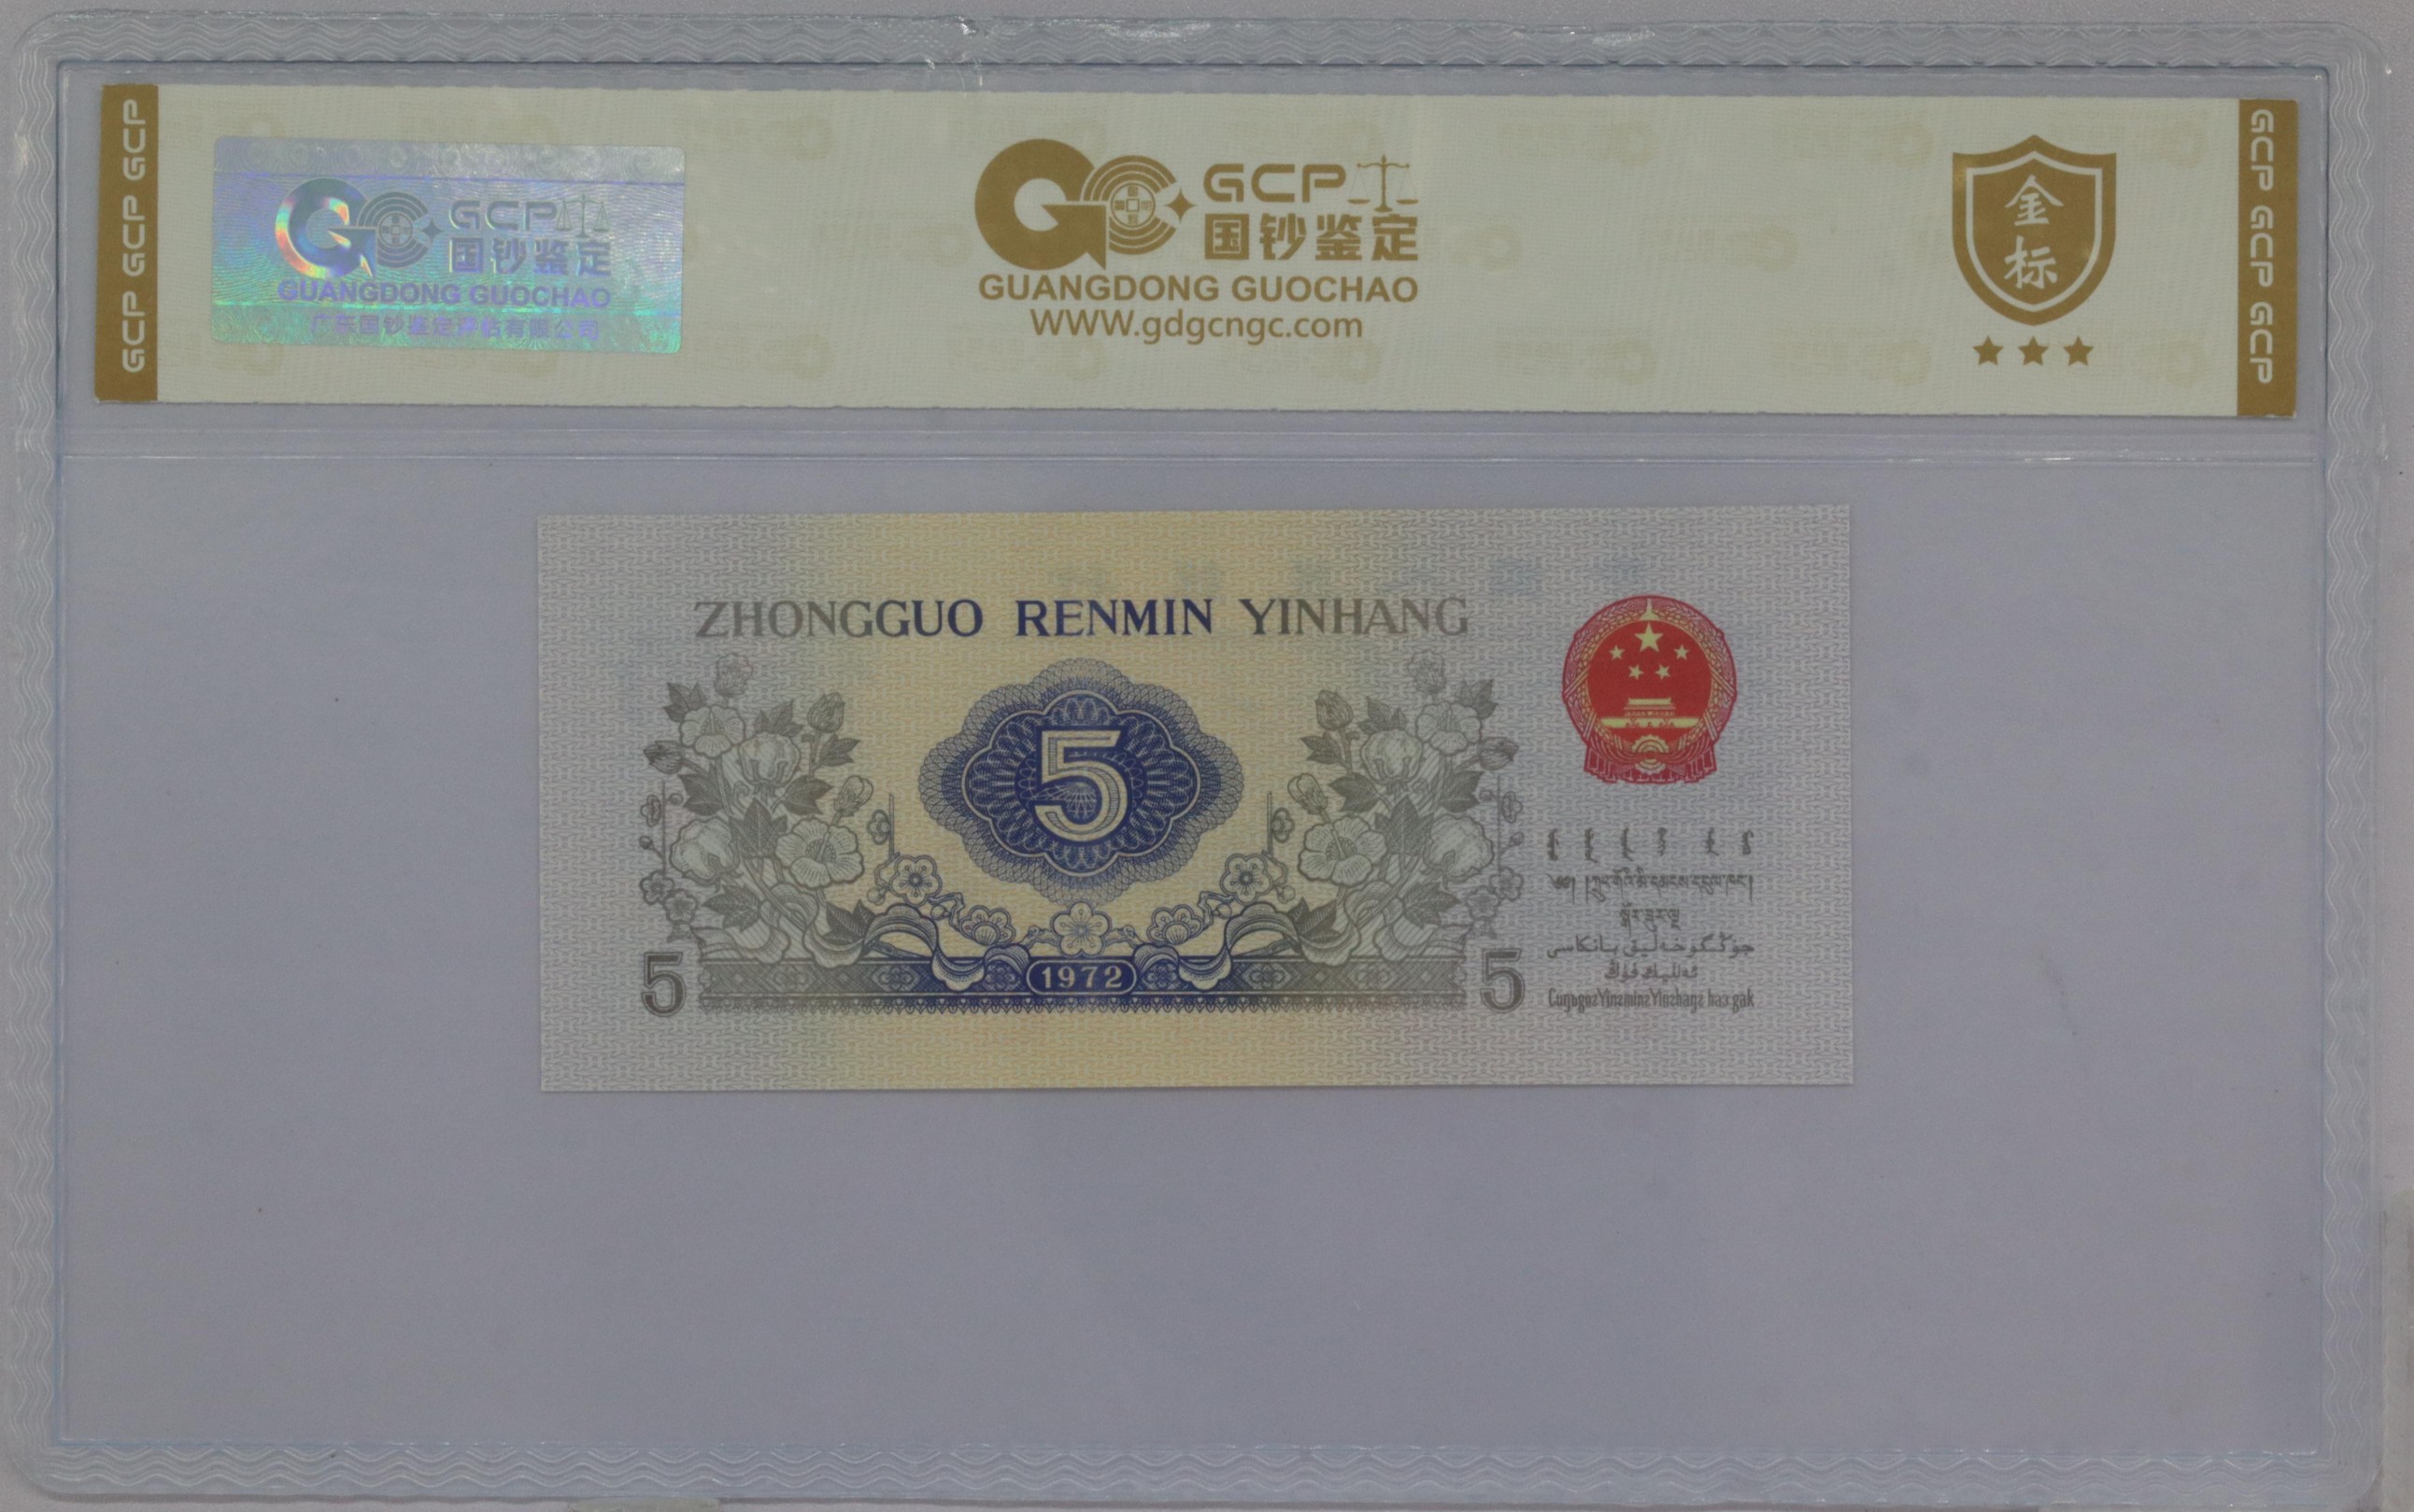 GCP GCP GCP
GCP
国钞鉴定
GUANGDONG GUOCHAO
广东国钞鉴定评估有限公司
GCP
国钞鉴定
GUANGDONG GUOCHAO
WWW.gdgcngc.com
金
标
GCP GCP GCP
ZHONGGUO RENMIN YINHANG
5
1972
5
5